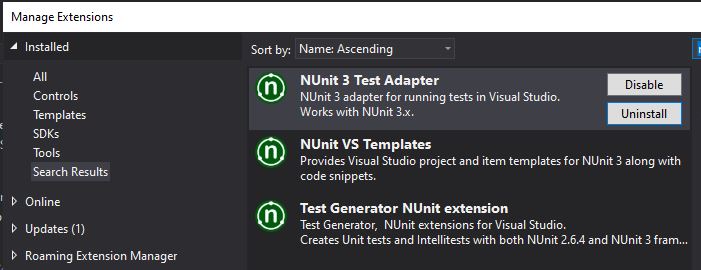 Manage Extensions
Installed
Sort by: Name: Ascending
All
Controls
Templates
SDKs
Tools
Search Results
Online
Updates (1)
Roaming Extension Manager
NUnit 3 Test Adapter
NUnit 3 adapter for running tests in Visual Studio.
Works with NUnit 3.x.
Disable
Uninstall
NUnit VS Templates
Provides Visual Studio project and item templates for NUnit 3 along with
code snippets.
Test Generator NUnit extension
Test Generator, NUnit extensions for Visual Studio.
Creates Unit tests and Intellitests with both NUnit 2.6.4 and NUnit 3 fram...